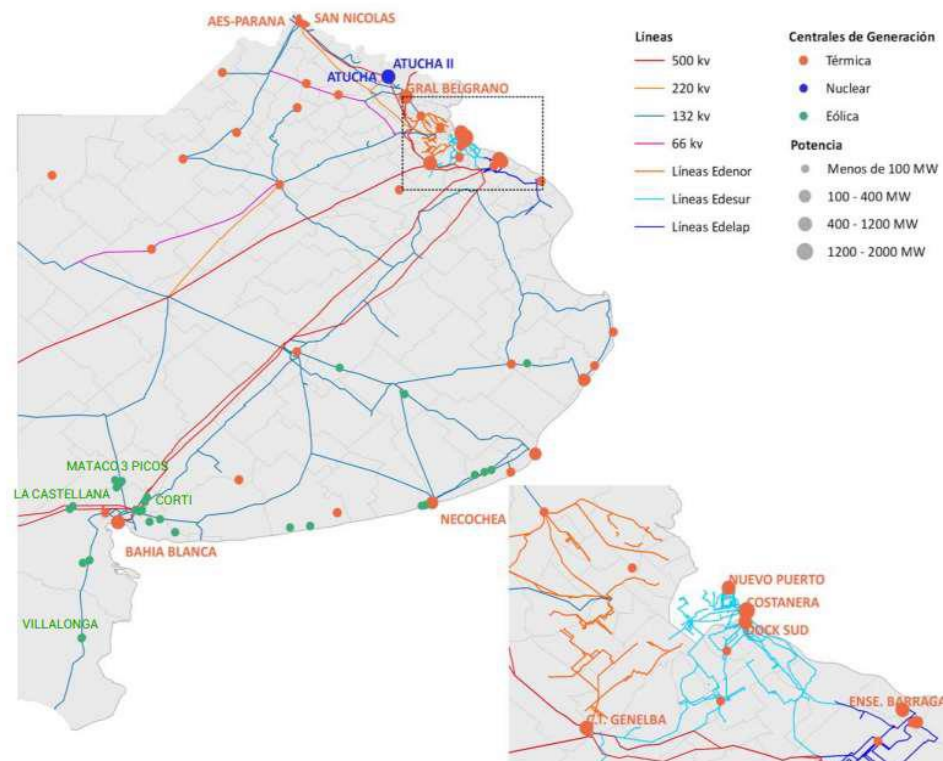 AES-PARANA
SAN NICOLAS
ATUCHA II
ATUCHA
GRAL BELGRANO
Líneas
500 kv
220 kv
132 kv
66 kv
Líneas Edenor
Líneas Edesur
Líneas Edelap
Centrales de Generación
Térmica
Nuclear
Eólica
Potencia
Menos de 100 MW
100 - 400 MW
400 - 1200 MW
1200 - 2000 MW
MATACO 3 PICOS
LA CASTELLANA
CORTI
BAHIA BLANCA
NECOCHEA
VILLALONGA
NUEVO PUERTO
COSTANERA
DOCK SUD
ENSE. BARRAGA
C.T. GENELBA